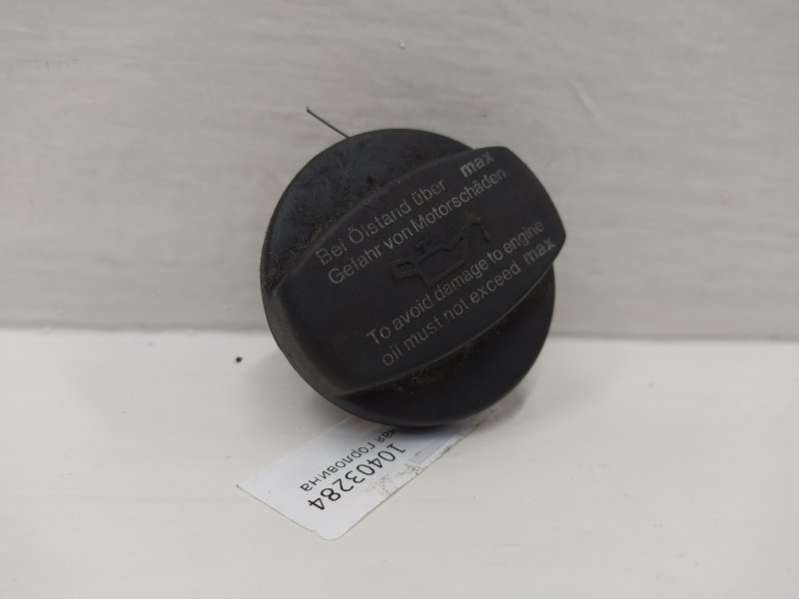 Bei Ölstand über max
Gefahr von Motorschäden
To avoid damage to engine
oil must not exceed max
10403284
горловина